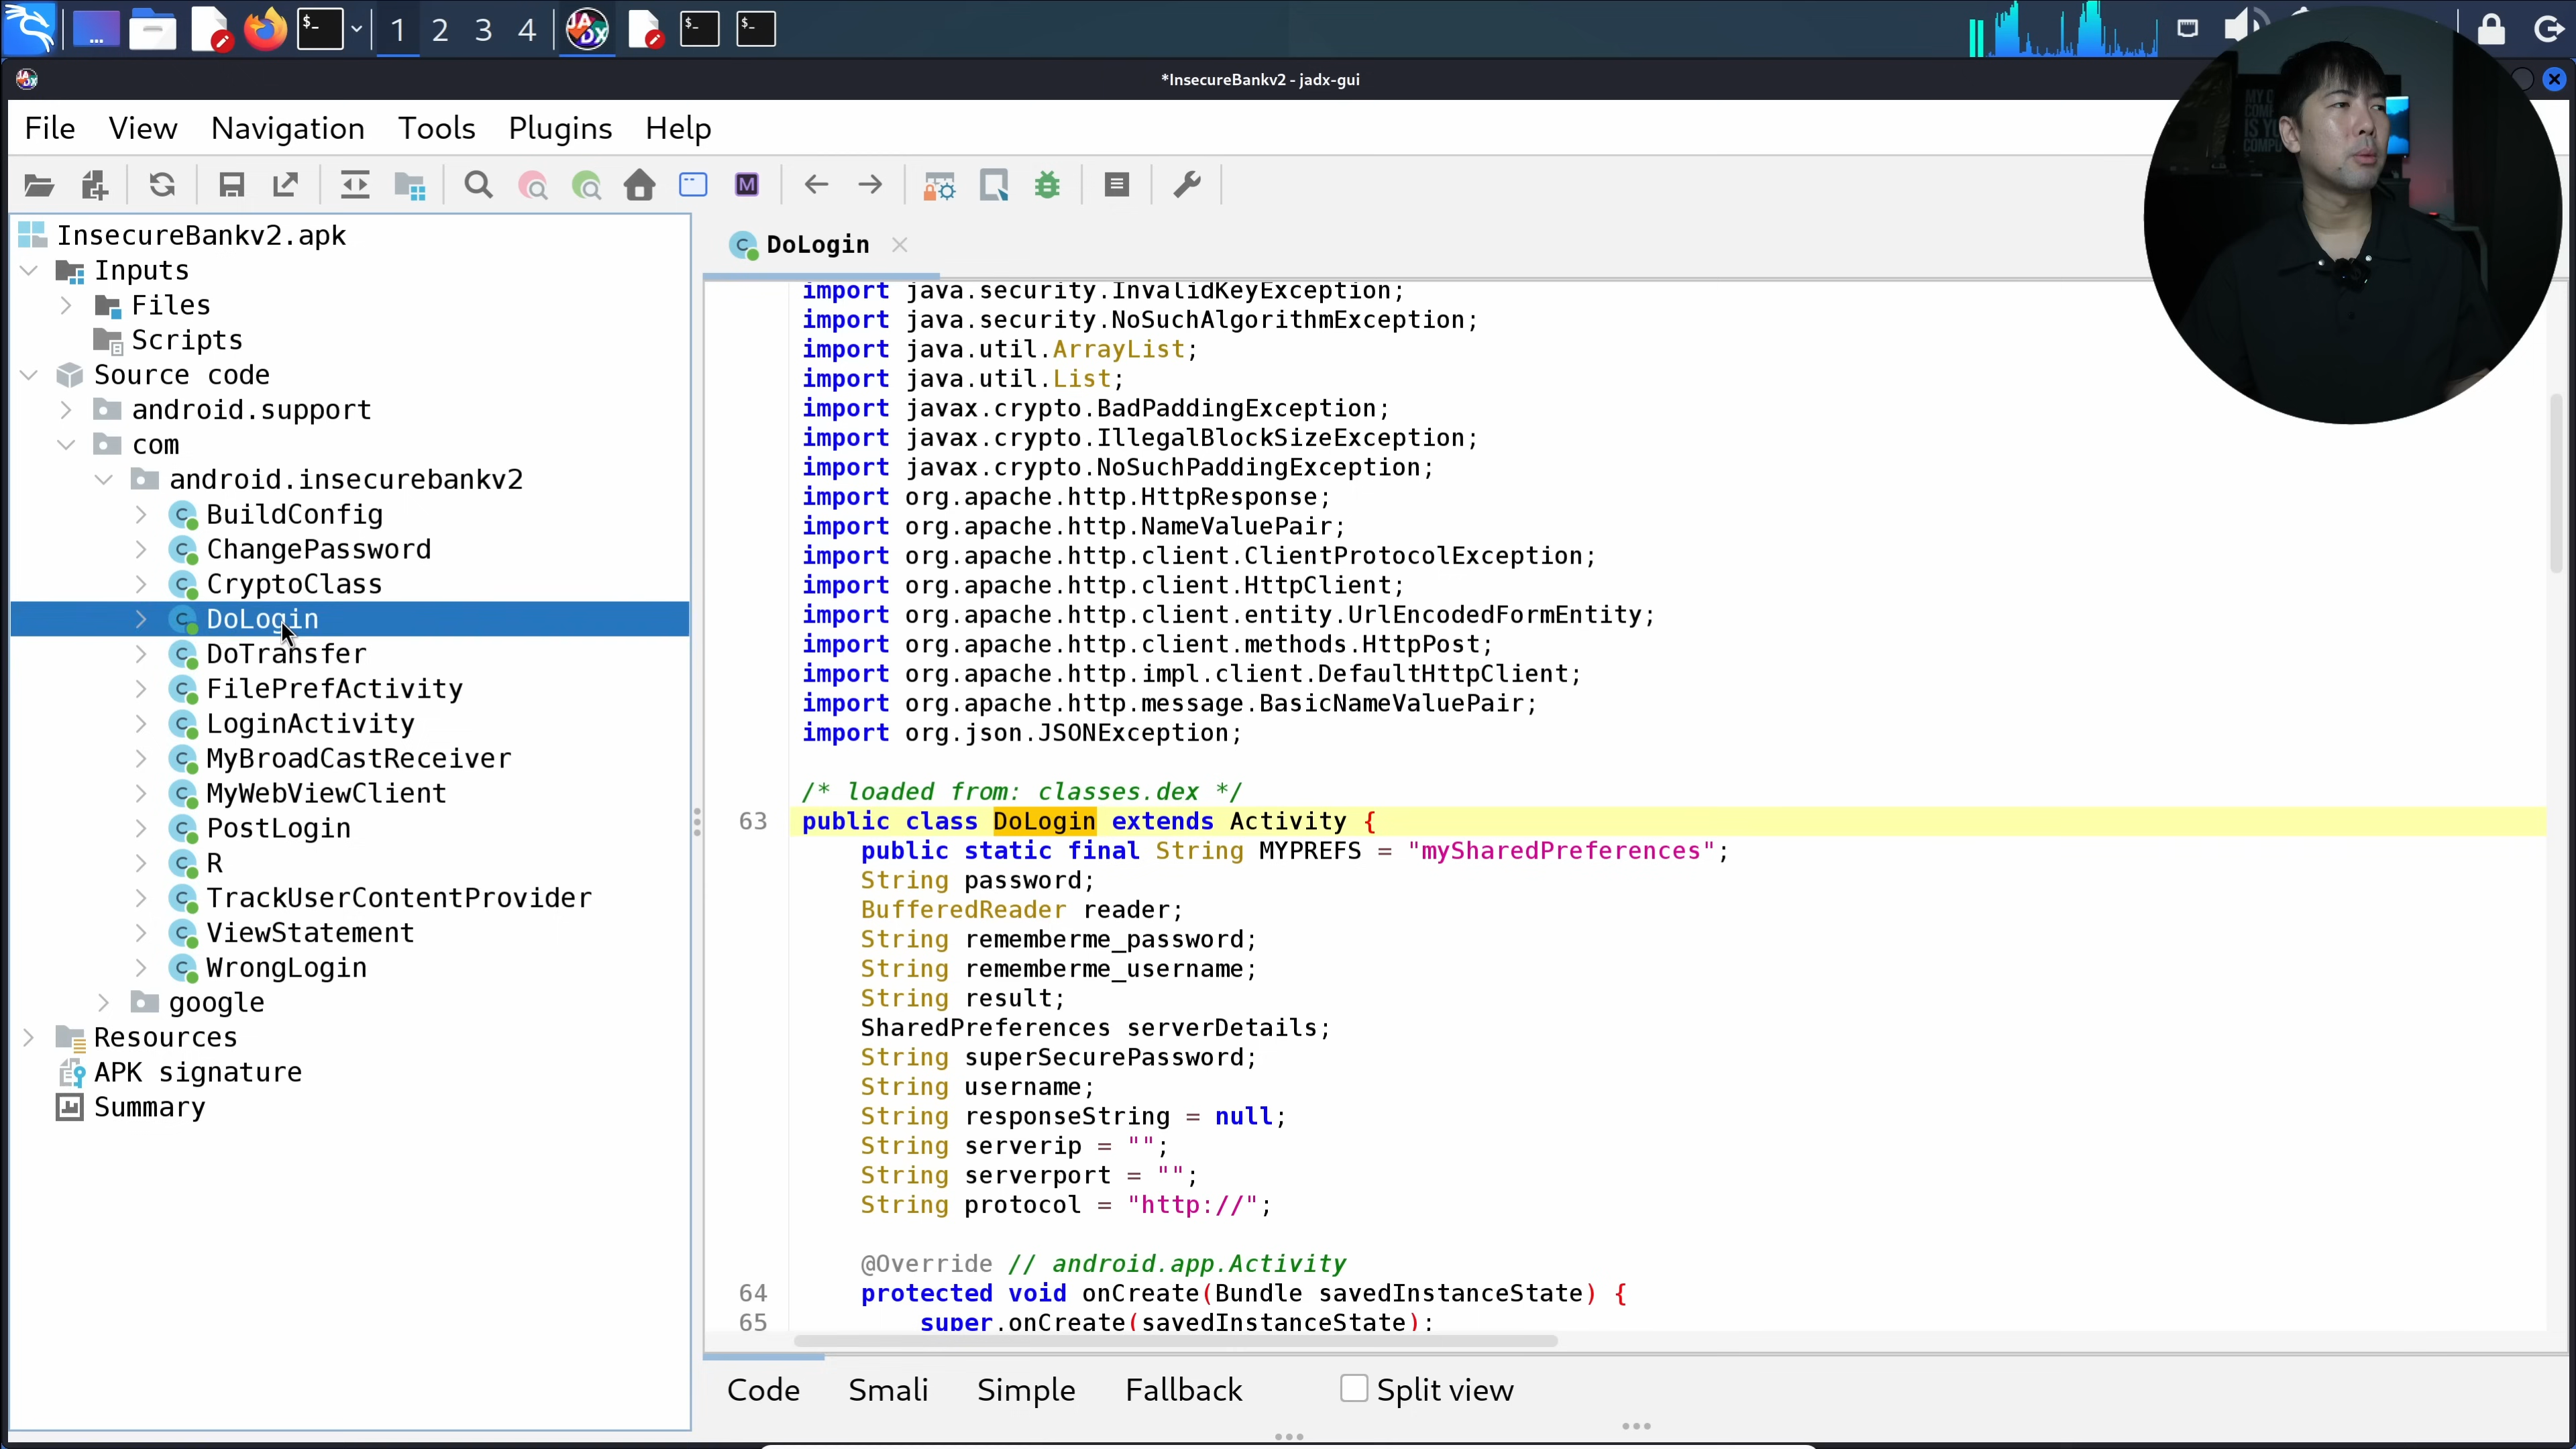 1 2 3 4
*InsecureBankv2 - jadx-gui
File View Navigation Tools Plugins Help
InsecureBankv2.apk
Inputs
Files
Scripts
Source code
android.support
com
android.insecurebankv2
BuildConfig
ChangePassword
CryptoClass
DoLogin
DoTransfer
FilePrefActivity
LoginActivity
MyBroadCastReceiver
MyWebViewClient
PostLogin
R
TrackUserContentProvider
ViewStatement
WrongLogin
google
Resources
APK signature
Summary
DoLogin
import java.security.InvalidKeyException;
import java.security.NoSuchAlgorithmException;
import java.util.ArrayList;
import java.util.List;
import javax.crypto.BadPaddingException;
import javax.crypto.IllegalBlockSizeException;
import javax.crypto.NoSuchPaddingException;
import org.apache.http.HttpResponse;
import org.apache.http.NameValuePair;
import org.apache.http.client.ClientProtocolException;
import org.apache.http.client.HttpClient;
import org.apache.http.client.entity.UrlEncodedFormEntity;
import org.apache.http.client.methods.HttpPost;
import org.apache.http.impl.client.DefaultHttpClient;
import org.apache.http.message.BasicNameValuePair;
import org.json.JSONException;
/* loaded from: classes.dex */
63 public class DoLogin extends Activity {
public static final String MYPREFS = "mySharedPreferences";
String password;
BufferedReader reader;
String rememberme_password;
String rememberme_username;
String result;
SharedPreferences serverDetails;
String superSecurePassword;
String username;
String responseString = null;
String serverip = "";
String serverport = "";
String protocol = "http://";
@Override // android.app.Activity
64 protected void onCreate(Bundle savedInstanceState) {
65 super.onCreate(savedInstanceState);
Code Smali Simple Fallback Split view